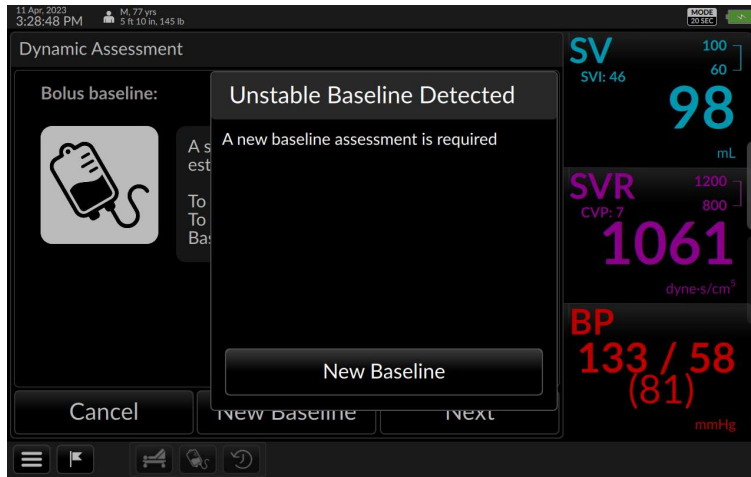 11 Apr, 2023
3:28:48 PM
M, 77 yrs
5 ft 10 in, 145 lb
MODE
20 SEC
Dynamic Assessment
Bolus baseline:
A s
est
To
To
Bas
Unstable Baseline Detected
A new baseline assessment is required
New Baseline
Cancel
New Baseline
Next
SV
SVI: 46
100
60
98
mL
SVR
CVP: 7
1200
800
1061
dyne·s/cm⁵
BP
133 / 58
(81)
mmHg